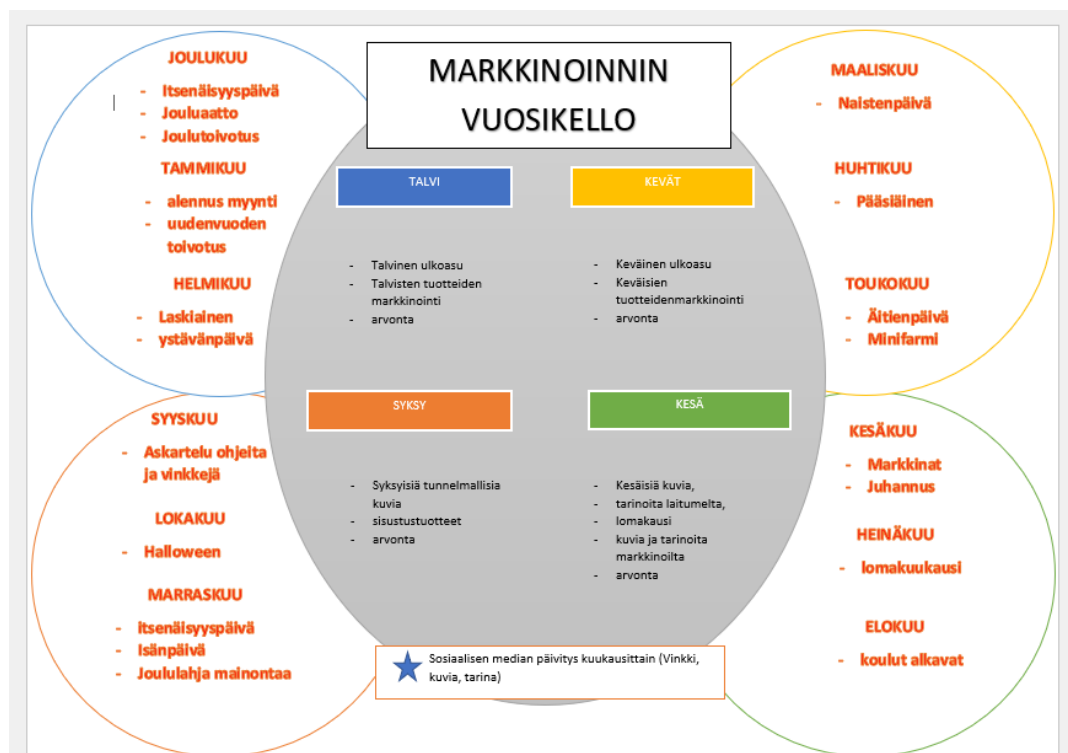 MARKKINOINNIN
VUOSIKELLO
JOULUKUU
- Itsenäisyyspäivä
- Jouluaatto
- Joulutoivotus
TAMMIKUU
- alennus myynti
- uudenvuoden
toivotus
HELMIKUU
- Laskiainen
- ystävänpäivä
TALVI
- Talvinen ulkoasu
- Talvisten tuotteiden
markkinointi
- arvonta
KEVÄT
- Keväinen ulkoasu
- Keväisien
tuotteidenmarkkinointi
- arvonta
MAALISKUU
- Naistenpäivä
HUHTIKUU
- Pääsiäinen
TOUKOKUU
- Äitienpäivä
- Minifarmi
SYYSKUU
- Askartelu ohjeita
ja vinkkejä
LOKAKUU
- Halloween
MARRASKUU
- itsenäisyyspäivä
- Isänpäivä
- Joululahja mainontaa
SYKSY
- Syksyisiä tunnelmallisia
kuvia
- sisustustuotteet
- arvonta
KESÄ
- Kesäisiä kuvia,
- tarinoita laitumelta,
- lomakausi
- kuvia ja tarinoita
markkinoilta
- arvonta
KESÄKUU
- Markkinat
- Juhannus
HEINÄKUU
- lomakuukausi
ELOKUU
- koulut alkavat
Sosiaalisen median päivitys kuukausittain (Vinkki,
kuvia, tarina)